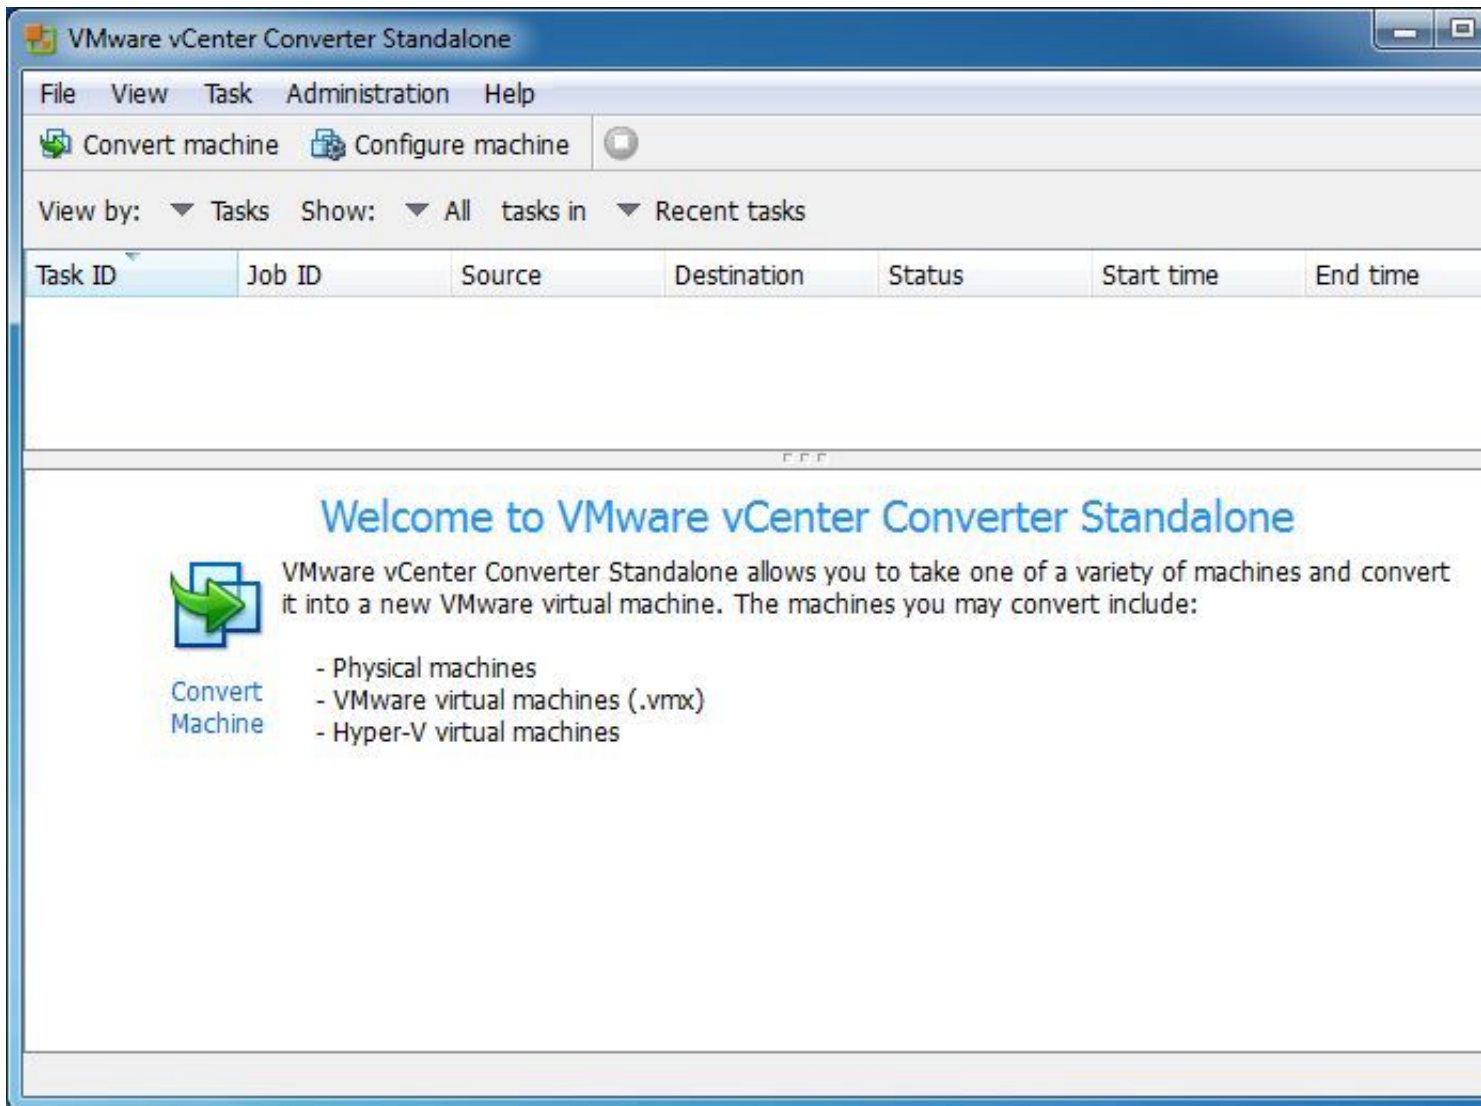 VMware vCenter Converter Standalone
File View Task Administration Help
Convert machine Configure machine
View by: Tasks Show: All tasks in Recent tasks
Task ID Job ID Source Destination Status Start time End time
Welcome to VMware vCenter Converter Standalone
VMware vCenter Converter Standalone allows you to take one of a variety of machines and convert
it into a new VMware virtual machine. The machines you may convert include:
- Physical machines
- VMware virtual machines (.vmx)
- Hyper-V virtual machines
Convert
Machine